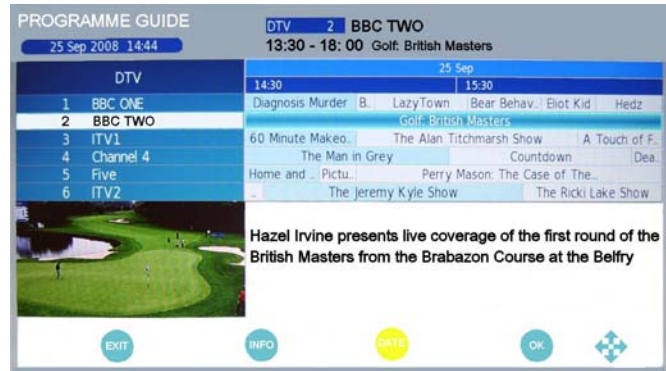 PROGRAMME GUIDE
25 Sep 2008 14:44
DTV 2 BBC TWO
13:30 - 18: 00 Golf: British Masters
DTV
25 Sep
14:30 15:30
1 BBC ONE Diagnosis Murder B.. LazyTown Bear Behav.. Eliot Kid Hedz
2 BBC TWO Golf: British Masters
3 ITV1 60 Minute Makeo.. The Alan Titchmarsh Show A Touch of F..
4 Channel 4 The Man in Grey Countdown Dea..
5 Five Home and .. Pictu.. Perry Mason: The Case of The...
6 ITV2 .. The Jeremy Kyle Show The Ricki Lake Show
Hazel Irvine presents live coverage of the first round of the
British Masters from the Brabazon Course at the Belfry
EXIT INFO DATE OK